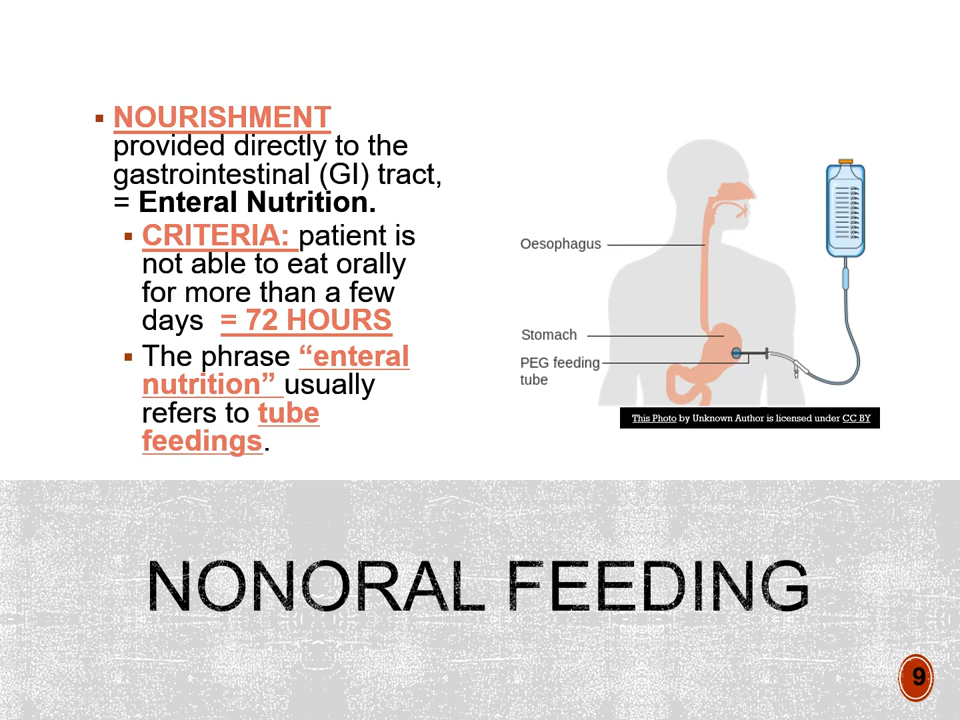 ▪ NOURISHMENT
provided directly to the
gastrointestinal (GI) tract,
= Enteral Nutrition.
▪ CRITERIA: patient is
not able to eat orally
for more than a few
days = 72 HOURS
▪ The phrase “enteral
nutrition” usually
refers to tube
feedings.
Oesophagus
Stomach
PEG feeding
tube
This Photo by Unknown Author is licensed under CC BY
NONORAL FEEDING
9